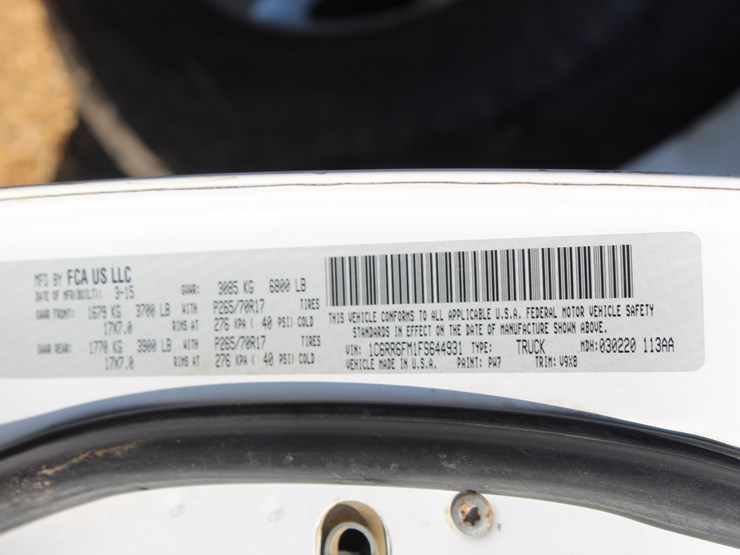 MFD BY FCA US LLC
DATE OF MFR(BUILT): 3-15 GVWR: 3085 KG 6800 LB
GAWR FRONT: 1679 KG 3700 LB WITH P265/70R17 TIRES
17X7.0 RIMS AT 276 KPA ( 40 PSI) COLD
GAWR REAR: 1770 KG 3900 LB WITH P265/70R17 TIRES
17X7.0 RIMS AT 276 KPA ( 40 PSI) COLD
THIS VEHICLE CONFORMS TO ALL APPLICABLE U.S.A. FEDERAL MOTOR VEHICLE SAFETY
STANDARDS IN EFFECT ON THE DATE OF MANUFACTURE SHOWN ABOVE.
VIN: 1C6RR6FM1FS644931 TYPE: TRUCK MDH:030220 113AA
VEHICLE MADE IN U.S.A. PAINT: PW7 TRIM: V9X8